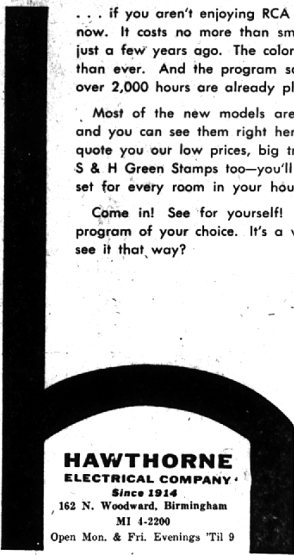 . . . if you aren't enjoying RCA
now. It costs no more than
just a few years ago. The color
than ever. And the program
over 2,000 hours are already
Most of the new models are
and you can see them right
quote you our low prices, big
S & H Green Stamps too—you'll
set for every room in your
Come in! See for yourself!
program of your choice. It's a
see it that way?
HAWTHORNE
ELECTRICAL COMPANY
Since 1914
162 N. Woodward, Birmingham
MI 4-2200
Open Mon. & Fri. Evenings 'Til 9